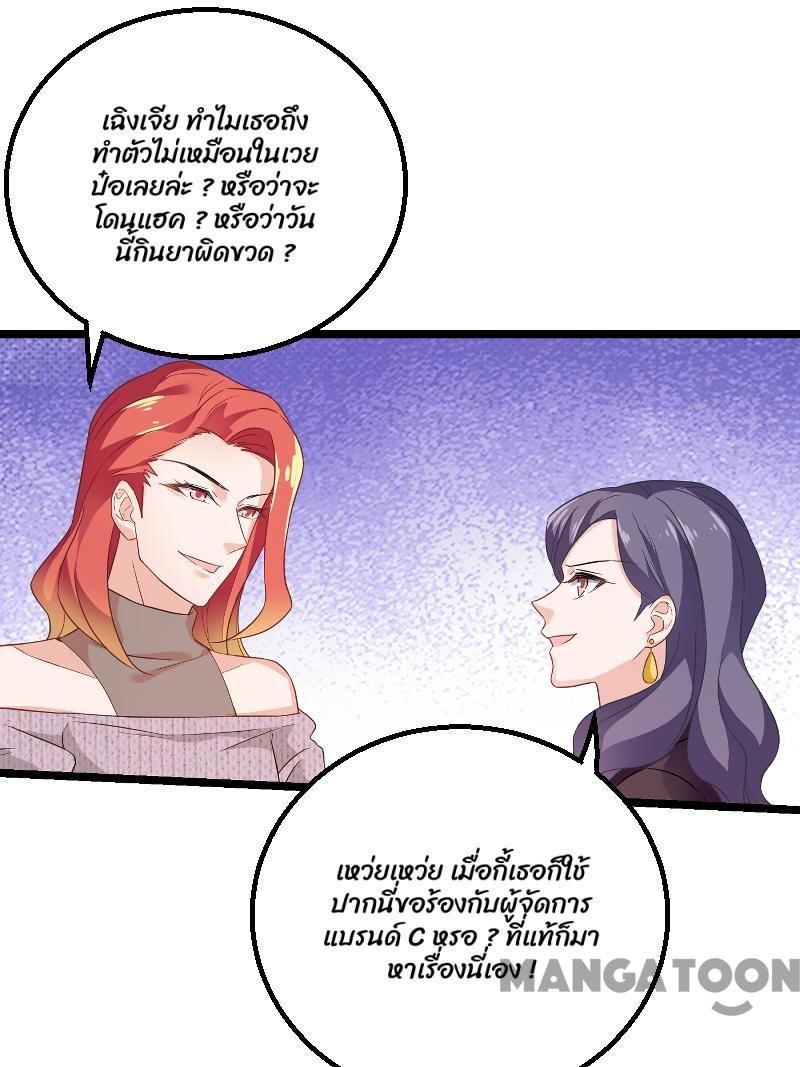 เฉิงเจีย ทำไมเธอถึง
ทำตัวไม่เหมือนในเวย
ป๋อเลยล่ะ ? หรือว่าจะ
โดนแฮค ? หรือว่าวัน
นี้กินยาผิดขวด ?
เหว่ยเหว่ย เมื่อกี้เธอก็ใช้
ปากนี่ขอร้องกับผู้จัดการ
แบรนด์ C หรอ ? ที่แท้ก็มา
หาเรื่องนี่เอง !
MANGATOON